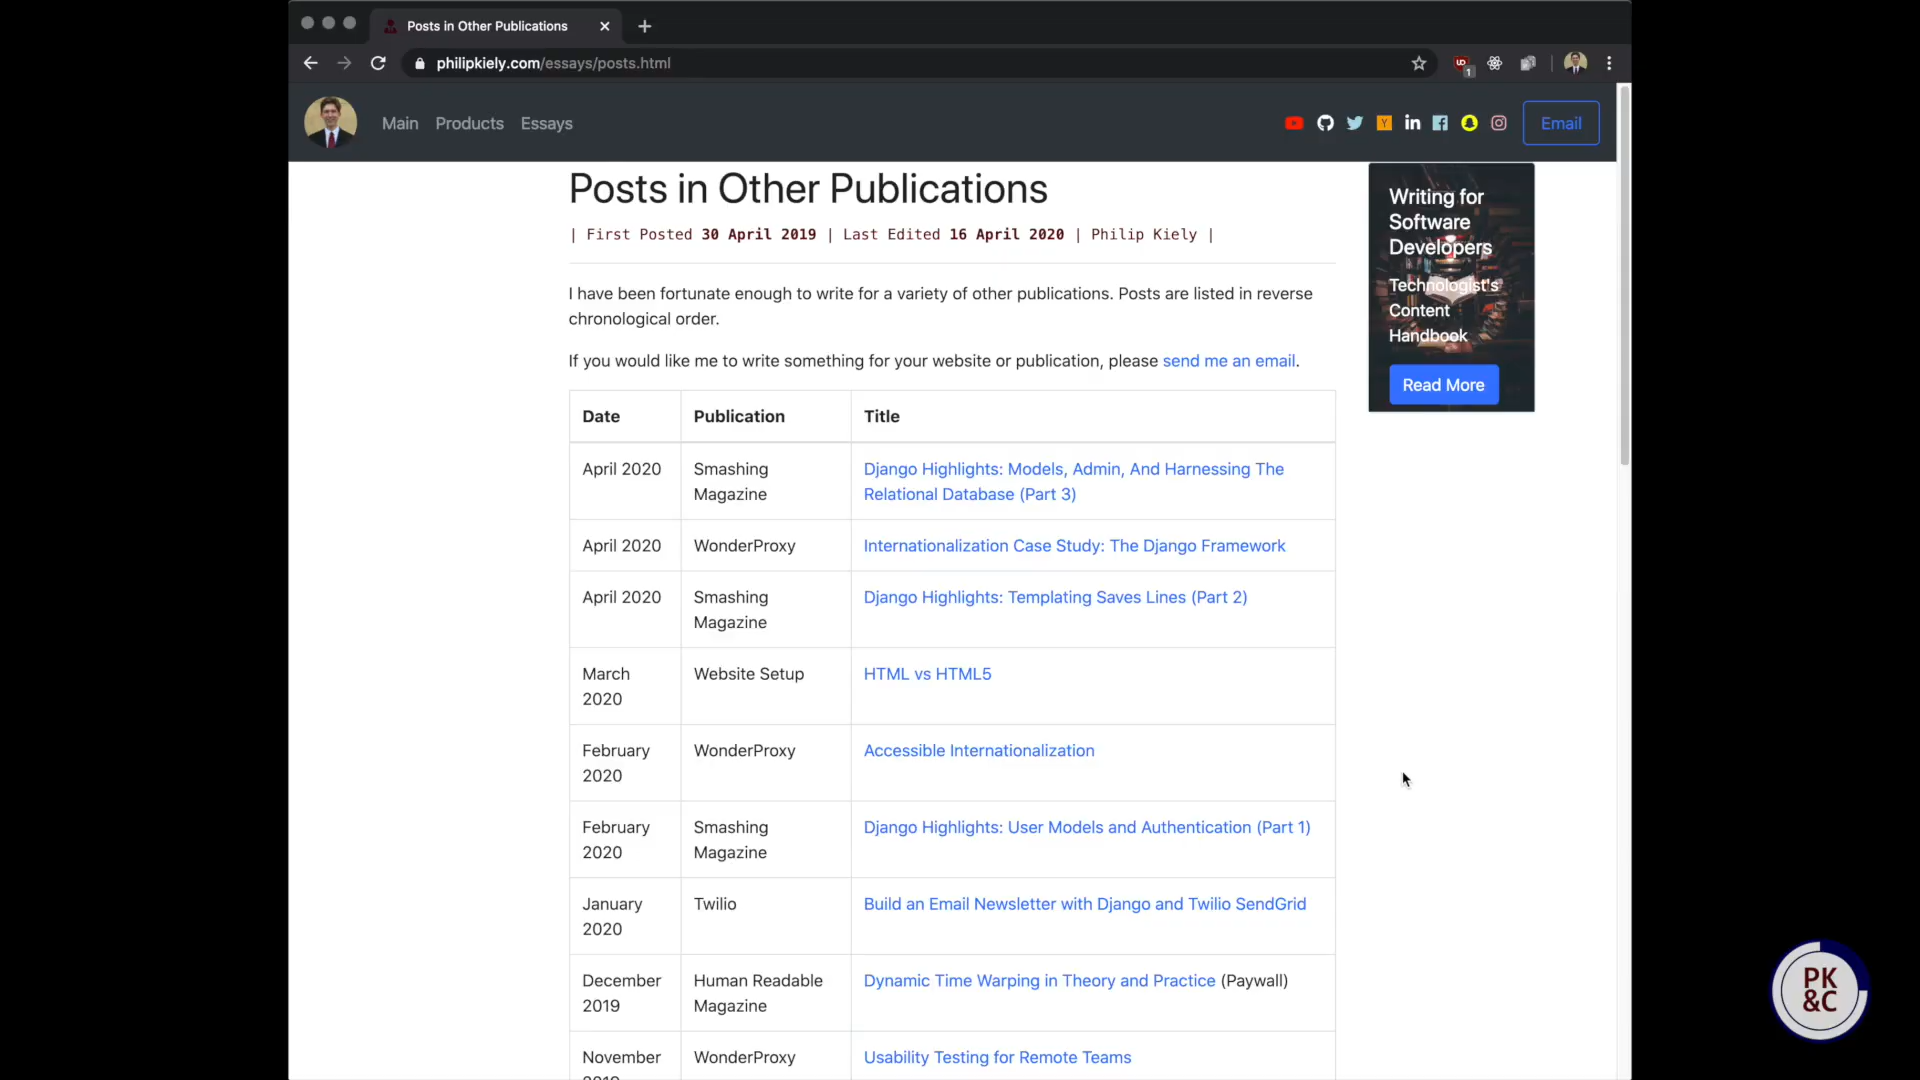 Posts in Other Publications
philipkiely.com/essays/posts.html
1
Main Products Essays
Email
Posts in Other Publications
| First Posted 30 April 2019 | Last Edited 16 April 2020 | Philip Kiely |
I have been fortunate enough to write for a variety of other publications. Posts are listed in reverse
chronological order.
If you would like me to write something for your website or publication, please send me an email.
Writing for
Software
Developers
Technologist's
Content
Handbook
Read More
Date Publication Title
April 2020 Smashing Django Highlights: Models, Admin, And Harnessing The
Magazine Relational Database (Part 3)
April 2020 WonderProxy Internationalization Case Study: The Django Framework
April 2020 Smashing Django Highlights: Templating Saves Lines (Part 2)
Magazine
March Website Setup HTML vs HTML5
2020
February WonderProxy Accessible Internationalization
2020
February Smashing Django Highlights: User Models and Authentication (Part 1)
2020 Magazine
January Twilio Build an Email Newsletter with Django and Twilio SendGrid
2020
December Human Readable Dynamic Time Warping in Theory and Practice (Paywall)
2019 Magazine
November WonderProxy Usability Testing for Remote Teams
2019
PK
&C